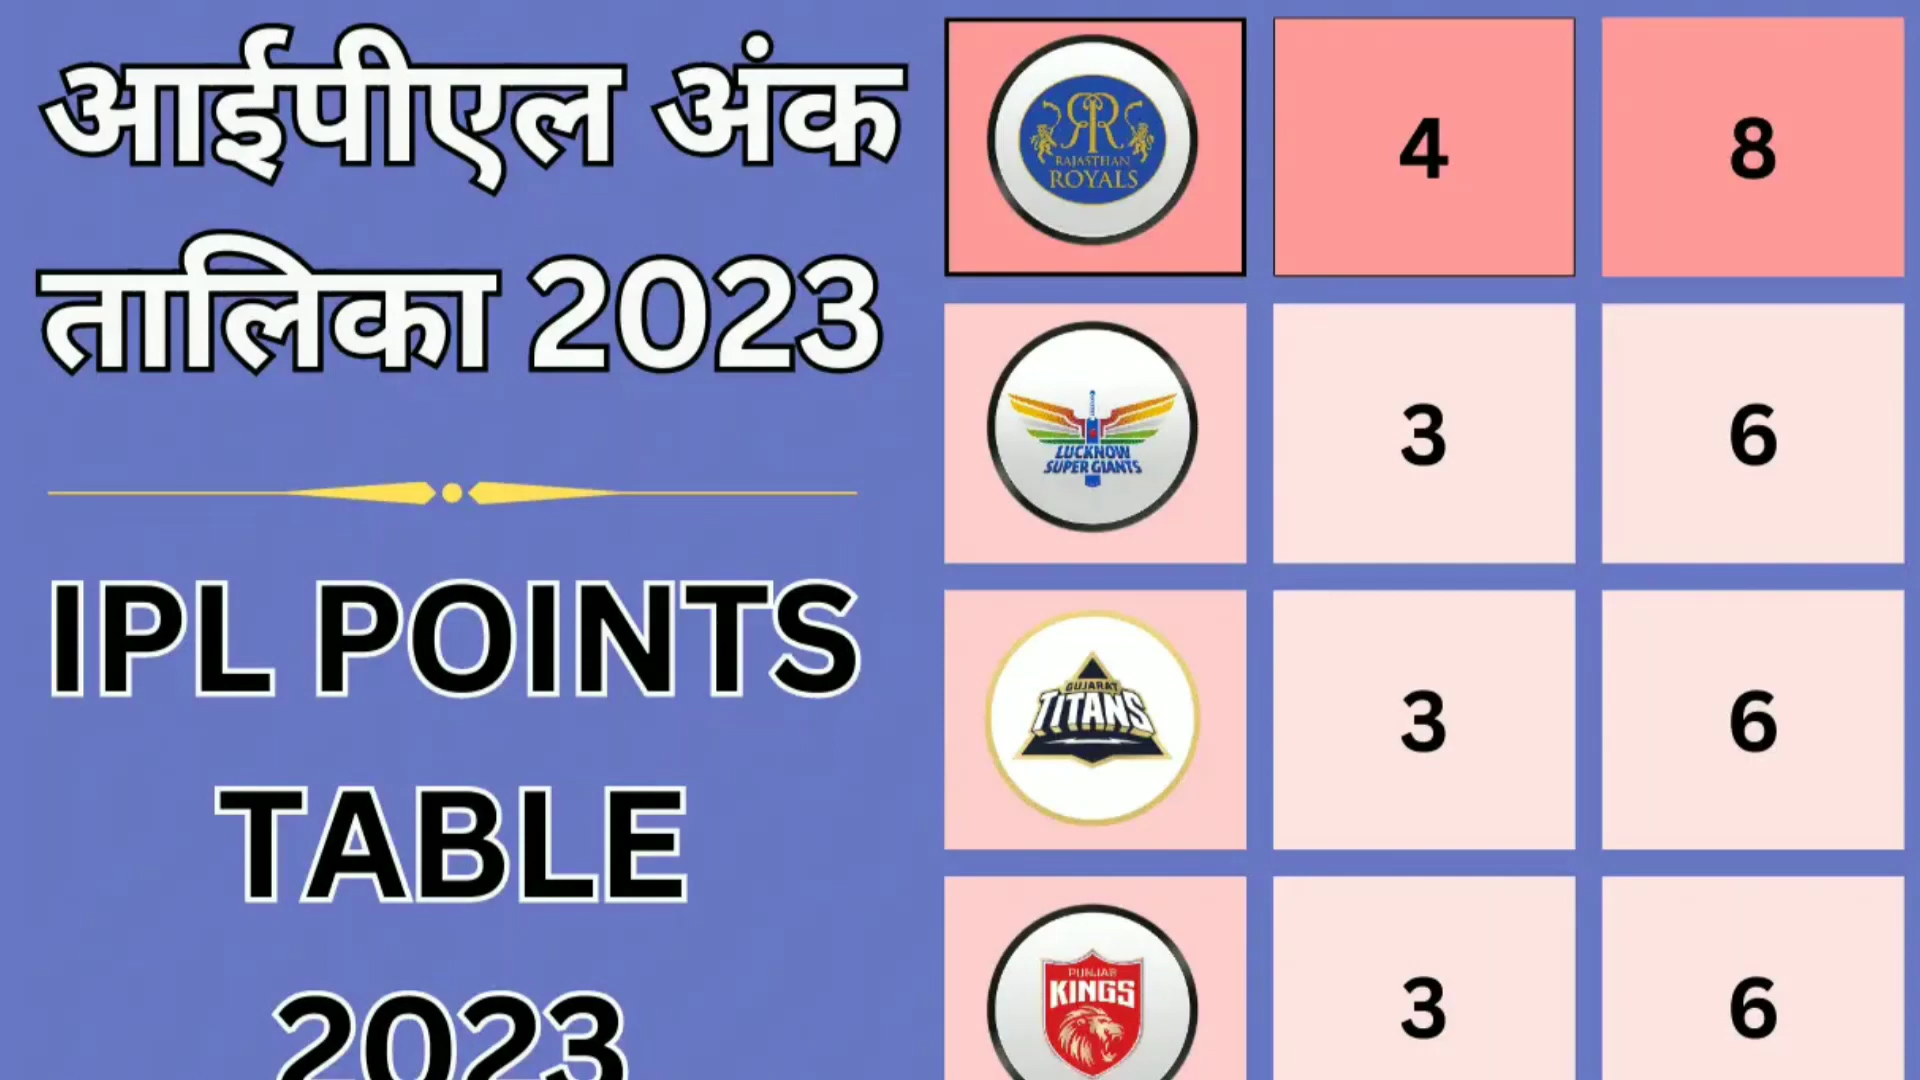 आईपीएल अंक
तालिका 2023
IPL POINTS
TABLE
2023
RAJASTHAN
ROYALS
4
8
LUCKNOW
SUPER GIANTS
3
6
GUJARAT
TITANS
3
6
PUNJAB
KINGS
3
6